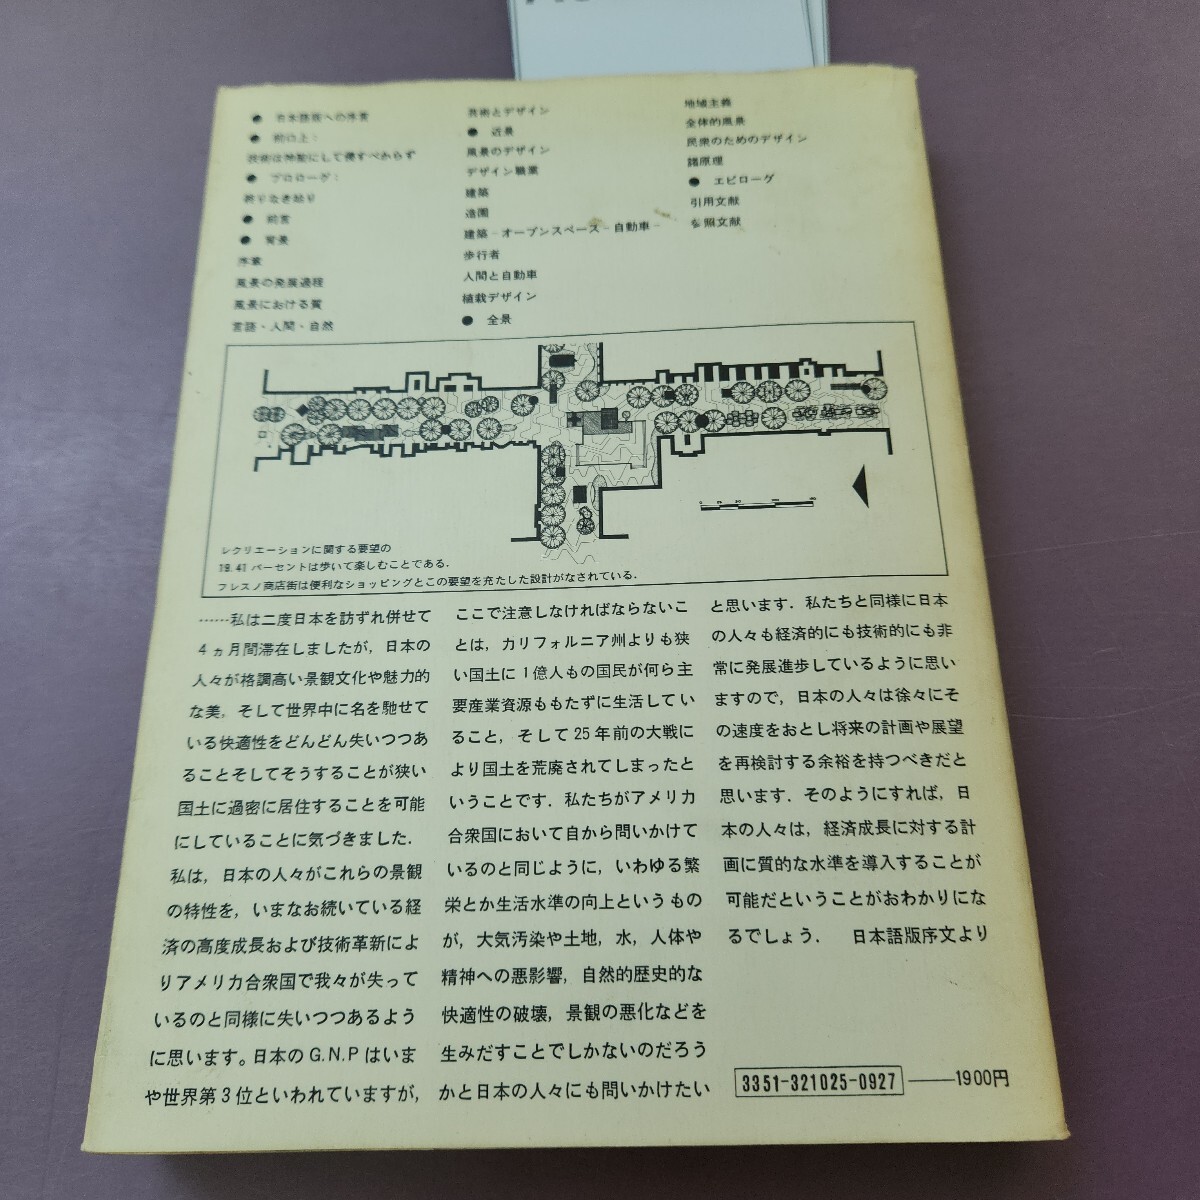 ● 日本語版への序言
● 前口上：
技術は神聖にして侵すべからず
● プロローグ：
祈りなき祈り
● 前言
● 背景
序章
風景の発展過程
風景における質
言語・人間・自然
芸術とデザイン
● 近景
風景のデザイン
デザイン職業
建築
造園
建築－オープンスペース－自動車－
歩行者
人間と自動車
植栽デザイン
● 全景
地域主義
全体的風景
民衆のためのデザイン
諸原理
● エピローグ
引用文献
参照文献
レクリエーションに関する要望の
19.41パーセントは歩いて楽しむことである．
フレスノ商店街は便利なショッピングとこの要望を充たした設計がなされている．
……私は二度日本を訪ずれ併せて
4ヵ月間滞在しましたが，日本の
人々が格調高い景観文化や魅力的
な美，そして世界中に名を馳せて
いる快適性をどんどん失いつつあ
ることそしてそうすることが狭い
国土に過密に居住することを可能
にしていることに気づきました．
私は，日本の人々がこれらの景観
の特性を，いまなお続いている経
済の高度成長および技術革新によ
りアメリカ合衆国で我々が失って
いるのと同様に失いつつあるよう
に思います。日本のG.N.Pはいま
や世界第3位といわれていますが，
ここで注意しなければならないこ
とは，カリフォルニア州よりも狭
い国土に1億人もの国民が何ら主
要産業資源ももたずに生活してい
ること，そして25年前の大戦に
より国土を荒廃されてしまったと
いうことです．私たちがアメリカ
合衆国において自から問いかけて
いるのと同じように，いわゆる繁
栄とか生活水準の向上というもの
が，大気汚染や土地，水，人体や
精神への悪影響，自然的歴史的な
快適性の破壊，景観の悪化などを
生みだすことでしかないのだろう
かと日本の人々にも問いかけたい
と思います．私たちと同様に日本
の人々も経済的にも技術的にも非
常に発展進歩しているように思い
ますので，日本の人々は徐々にそ
の速度をおとし将来の計画や展望
を再検討する余裕を持つべきだと
思います．そのようにすれば，日
本の人々は，経済成長に対する計
画に質的な水準を導入することが
可能だということがおわかりにな
るでしょう．　日本語版序文より
3351-321025-0927 ——1900円